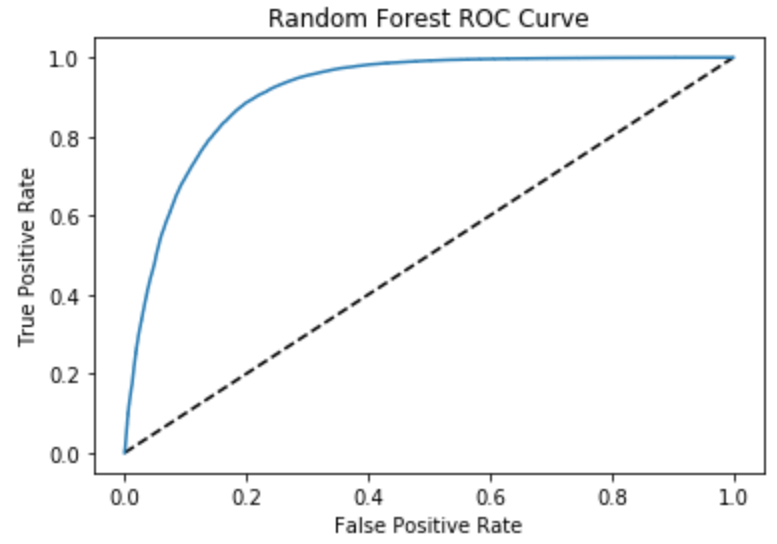 Random Forest ROC Curve
1.0
0.8
0.6
0.4
0.2
0.0
True Positive Rate
0.0 0.2 0.4 0.6 0.8 1.0
False Positive Rate